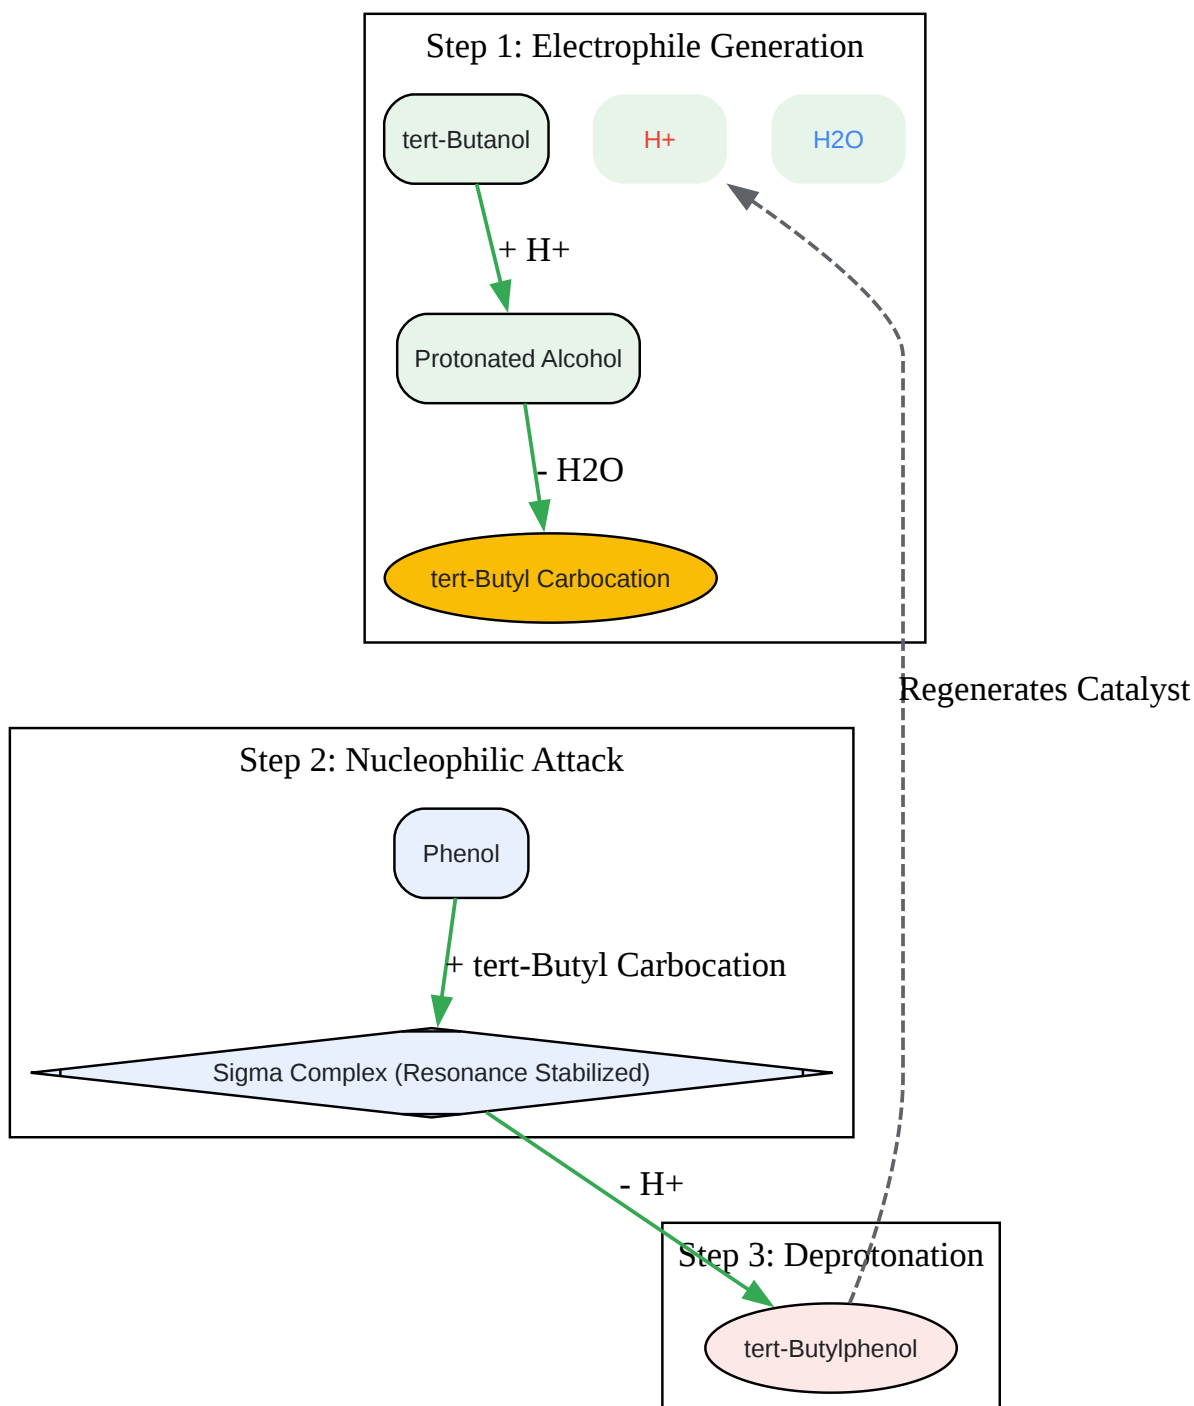 Step 1: Electrophile Generation
tert-Butanol
H+
H2O
+ H+
Protonated Alcohol
- H2O
tert-Butyl Carbocation
Regenerates Catalyst
Step 2: Nucleophilic Attack
Phenol
+ tert-Butyl Carbocation
Sigma Complex (Resonance Stabilized)
- H+
Step 3: Deprotonation
tert-Butylphenol